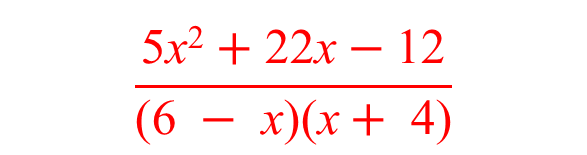 5x² + 22x − 12
(6 − x)(x + 4)